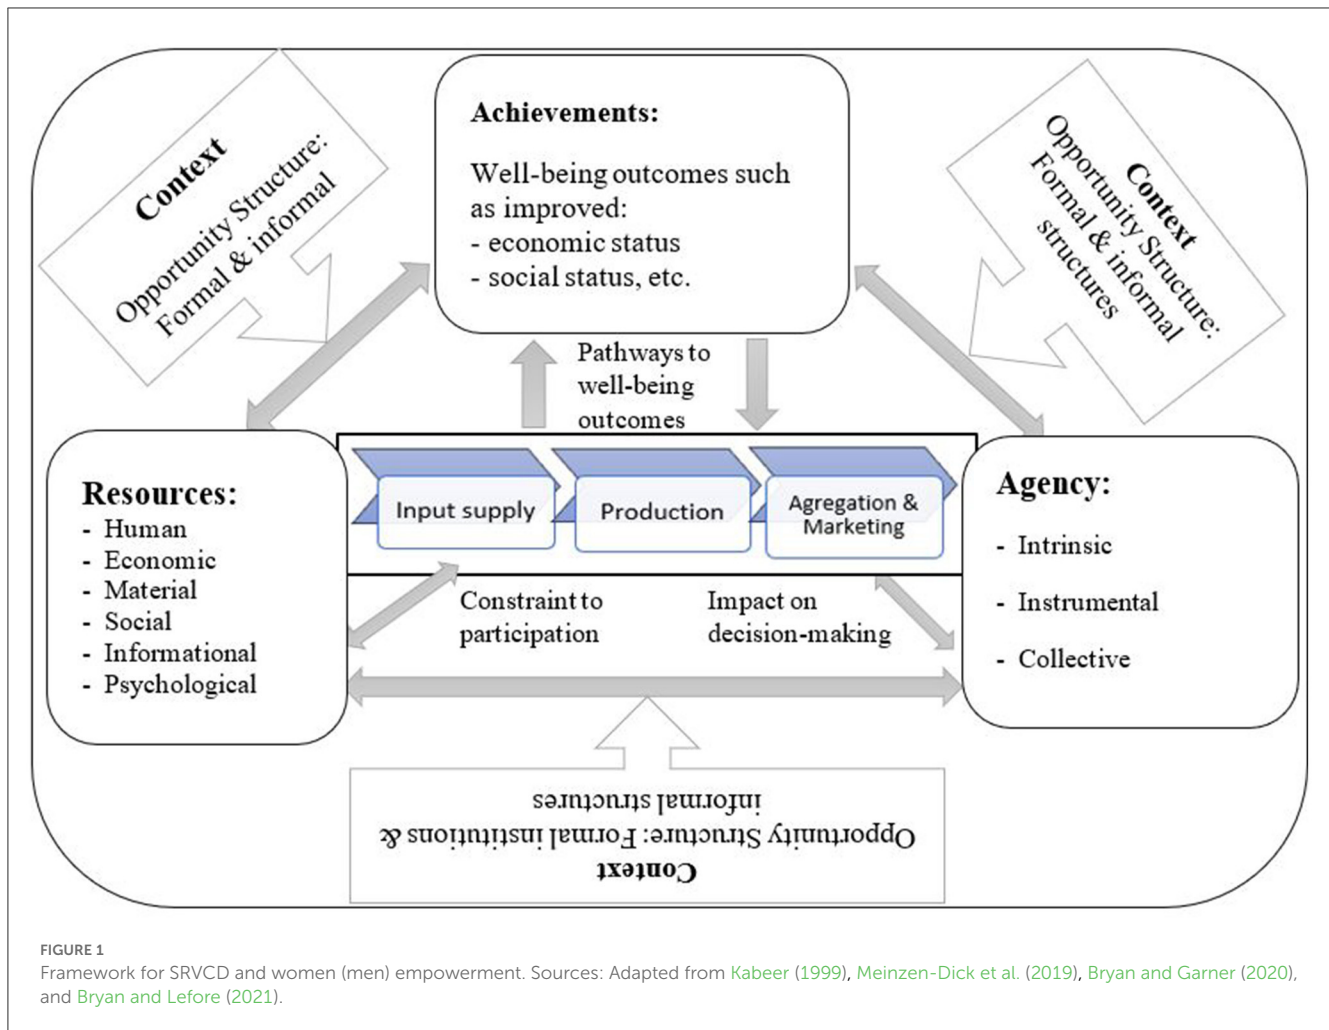 Context
Opportunity Structure:
Formal & informal
Achievements:
Well-being outcomes such
as improved:
- economic status
- social status, etc.
Context
Opportunity Structure:
Formal & informal
structures
Pathways to
well-being
outcomes
Resources:
- Human
- Economic
- Material
- Social
- Informational
- Psychological
Input supply
Production
Agregation &
Marketing
Agency:
- Intrinsic
- Instrumental
- Collective
Constraint to
participation
Impact on
decision-making
Context
Opportunity Structure: Formal institutions &
informal structures
FIGURE 1
Framework for SRVCD and women (men) empowerment. Sources: Adapted from Kabeer (1999), Meinzen-Dick et al. (2019), Bryan and Garner (2020),
and Bryan and Lefore (2021).